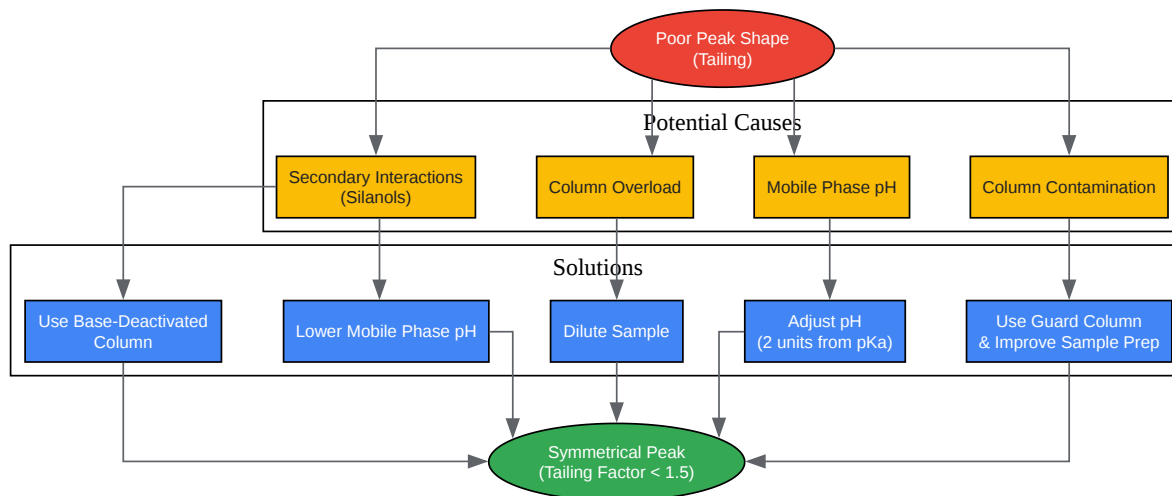 Poor Peak Shape
(Tailing)
Potential Causes
Secondary Interactions
(Silanols)
Column Overload
Mobile Phase pH
Column Contamination
Solutions
Use Base-Deactivated
Column
Lower Mobile Phase pH
Dilute Sample
Adjust pH
(2 units from pKa)
Use Guard Column
& Improve Sample Prep
Symmetrical Peak
(Tailing Factor < 1.5)